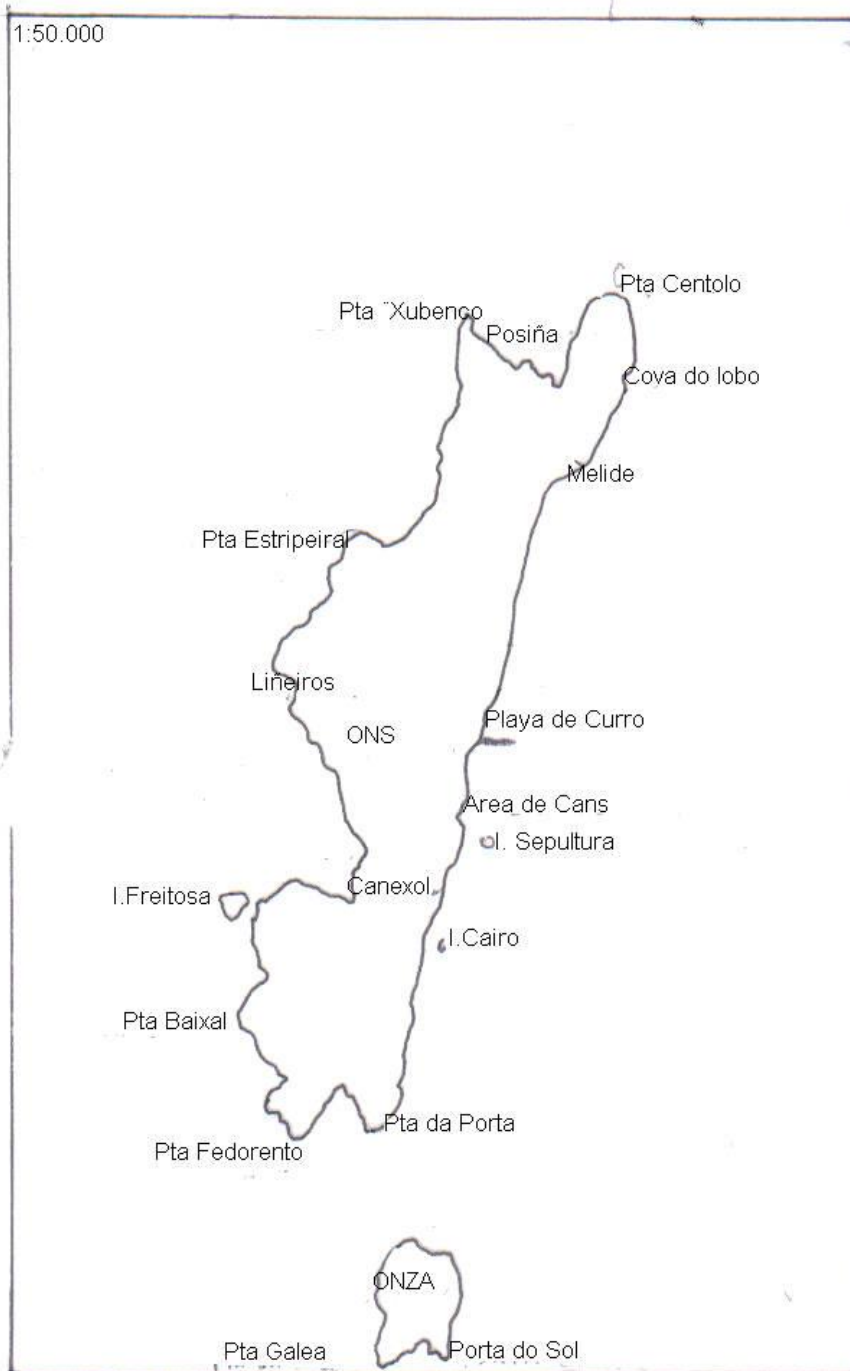 1:50.000
Pta Centolo
Pta ¨Xubenco
Posiña
Cova do lobo
Melide
Pta Estripeiral
Liñeiros
Playa de Curro
ONS
Area de Cans
I. Sepultura
Canexol
I.Freitosa
I.Cairo
Pta Baixal
Pta da Porta
Pta Fedorento
ONZA
Pta Galea
Porta do Sol